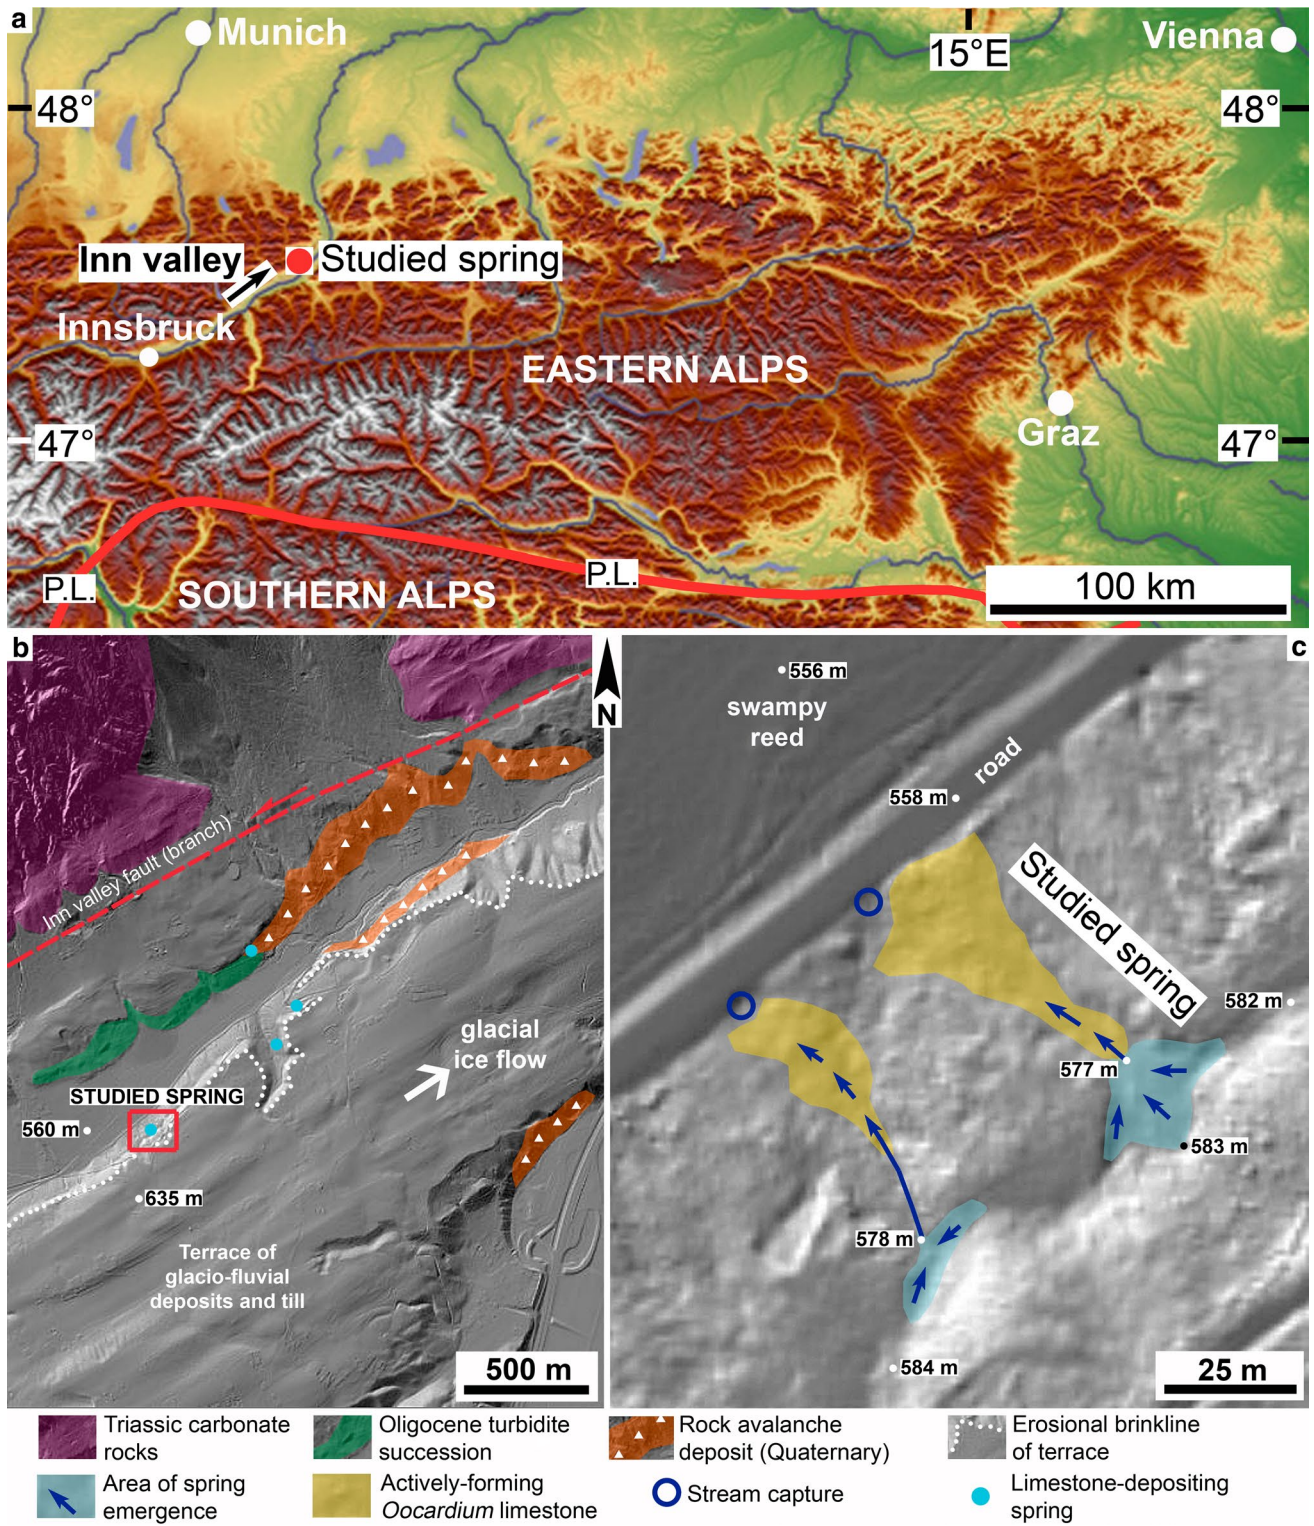 a
Munich
15°E
Vienna
48°
48°
Inn valley
Studied spring
Innsbruck
EASTERN ALPS
47°
Graz
47°
P.L.
P.L.
SOUTHERN ALPS
100 km
b
N
c
Inn valley fault (branch)
glacial
ice flow
STUDIED SPRING
560 m
635 m
Terrace of
glacio-fluvial
deposits and till
500 m
556 m
swampy
reed
road
558 m
Studied spring
582 m
577 m
583 m
578 m
584 m
25 m
Triassic carbonate
rocks
Oligocene turbidite
succession
Rock avalanche
deposit (Quaternary)
Erosional brinkline
of terrace
Area of spring
emergence
Actively-forming
Oocardium limestone
Stream capture
Limestone-depositing
spring